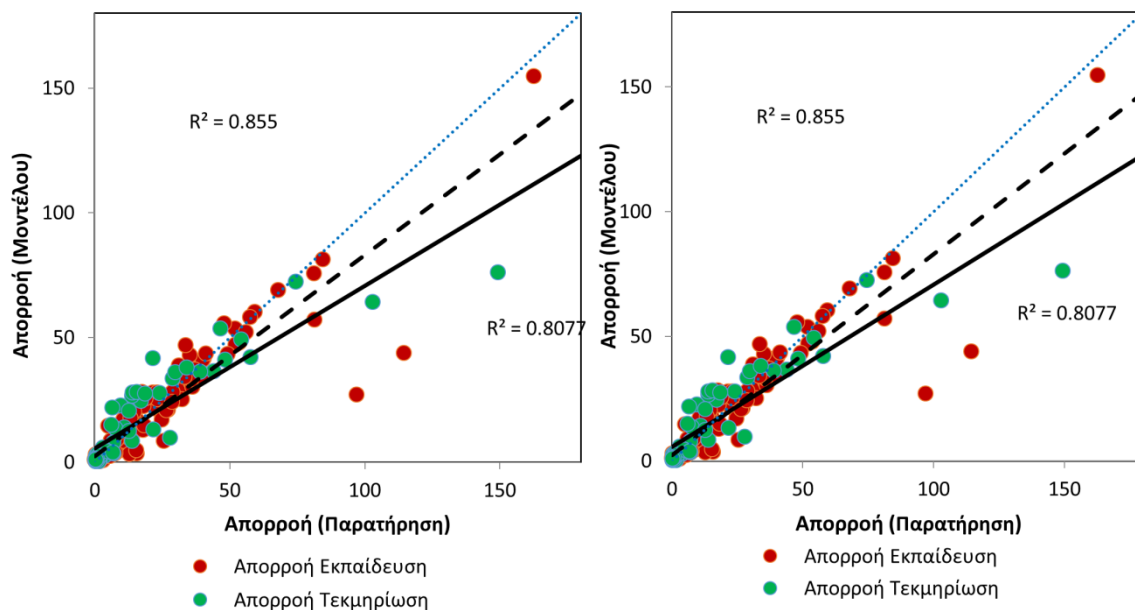 Απορροή (Μοντέλου)
150
100
50
0
R² = 0.855
R² = 0.8077
0 50 100 150
Απορροή (Παρατήρηση)
Απορροή Εκπαίδευση
Απορροή Τεκμηρίωση
Απορροή (Μοντέλου)
150
100
50
0
R² = 0.855
R² = 0.8077
0 50 100 150
Απορροή (Παρατήρηση)
Απορροή Εκπαίδευση
Απορροή Τεκμηρίωση